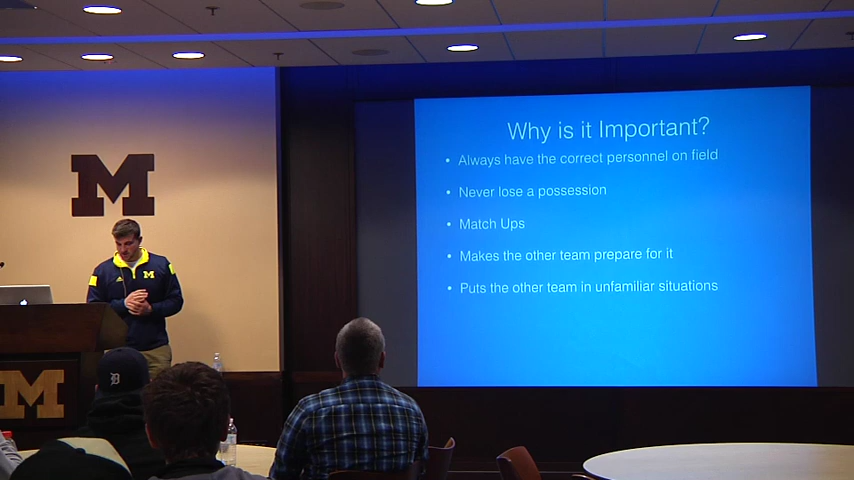 Why is it Important?
• Always have the correct personnel on field
• Never lose a possession
• Match Ups
• Makes the other team prepare for it
• Puts the other team in unfamiliar situations
M
M
M
D